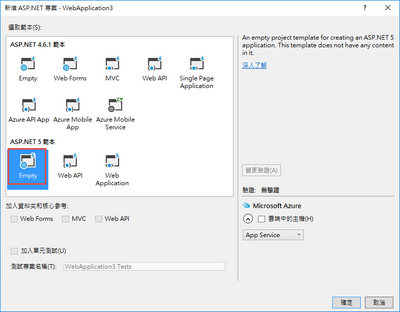 新增 ASP.NET 專案 - WebApplication3
選取範本(S):
ASP.NET 4.6.1 範本
Empty
Web Forms
MVC
Web API
Single Page
Application
Azure API App
Azure Mobile
App
Azure Mobile
Service
ASP.NET 5 範本
Empty
Web API
Web
Application
加入資料夾和核心參考:
Web Forms
MVC
Web API
加入單元測試(U)
測試專案名稱(T):
WebApplication3.Tests
An empty project template for creating an ASP.NET 5
application. This template does not have any content
in it.
深入了解
變更驗證(A)
驗證: 無驗證
Microsoft Azure
雲端中的主機(H)
App Service
確定
取消